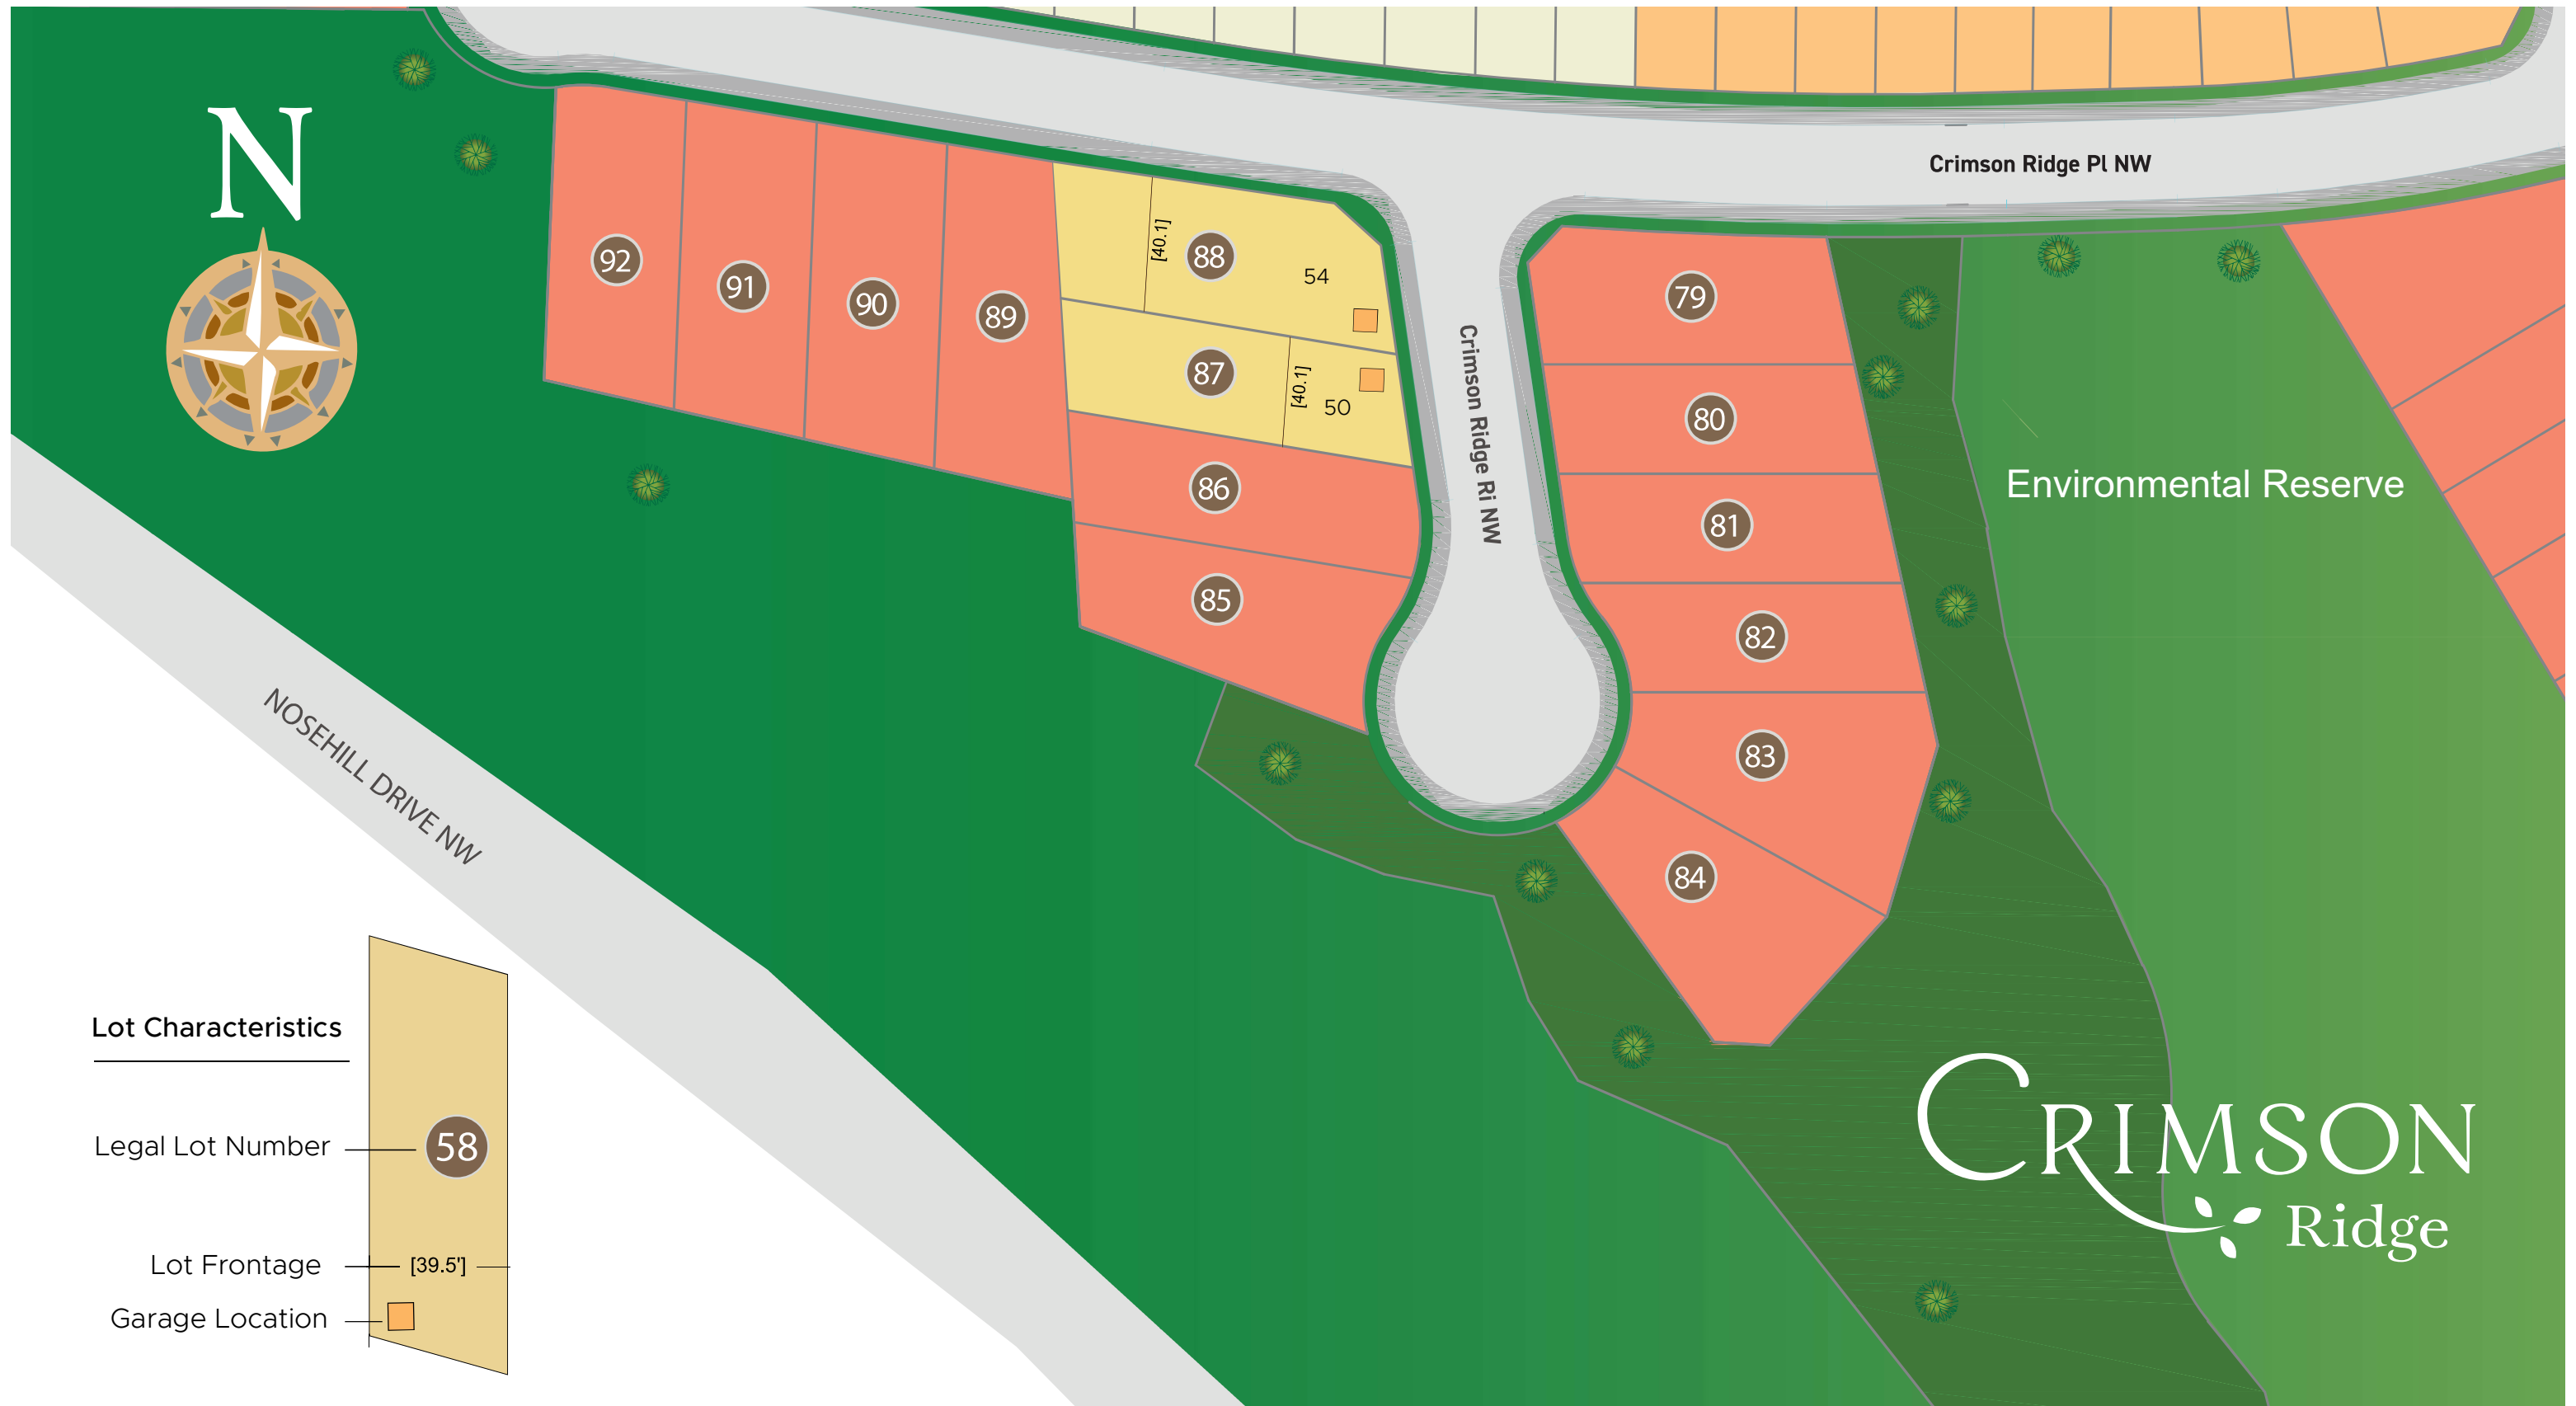 N
Crimson Ridge Pl NW
92
91
90
89
[40.1]
88
54
87
[40.1]
50
86
85
Crimson Ridge Ri NW
79
80
81
82
83
84
Environmental Reserve
NOSEHILL DRIVE NW
Lot Characteristics
Legal Lot Number
58
Lot Frontage
[39.5']
Garage Location
CRIMSON
Ridge